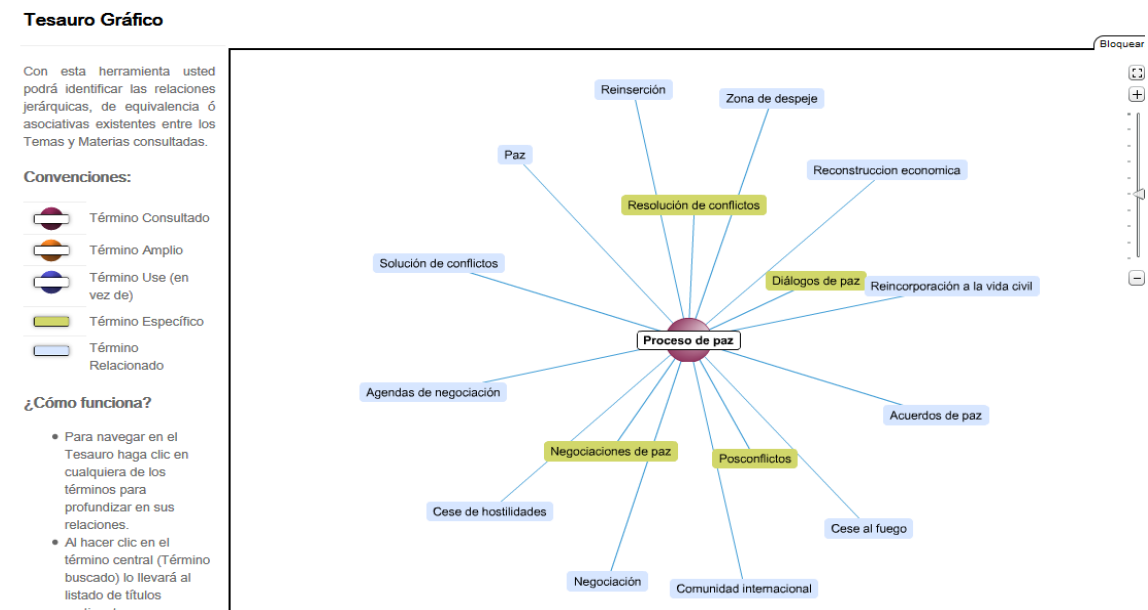 Tesauro Gráfico
Bloquear
Con esta herramienta usted
podrá identificar las relaciones
jerárquicas, de equivalencia ó
asociativas existentes entre los
Temas y Materias consultadas.
Convenciones:
Término Consultado
Término Amplio
Término Use (en
vez de)
Término Específico
Término
Relacionado
¿Cómo funciona?
Para navegar en el
Tesauro haga clic en
cualquiera de los
términos para
profundizar en sus
relaciones.
Al hacer clic en el
término central (Término
buscado) lo llevará al
listado de títulos
Reinserción
Zona de despeje
Paz
Reconstruccion economica
Resolución de conflictos
Solución de conflictos
Diálogos de paz
Reincorporación a la vida civil
Proceso de paz
Agendas de negociación
Acuerdos de paz
Negociaciones de paz
Posconflictos
Cese de hostilidades
Cese al fuego
Negociación
Comunidad internacional